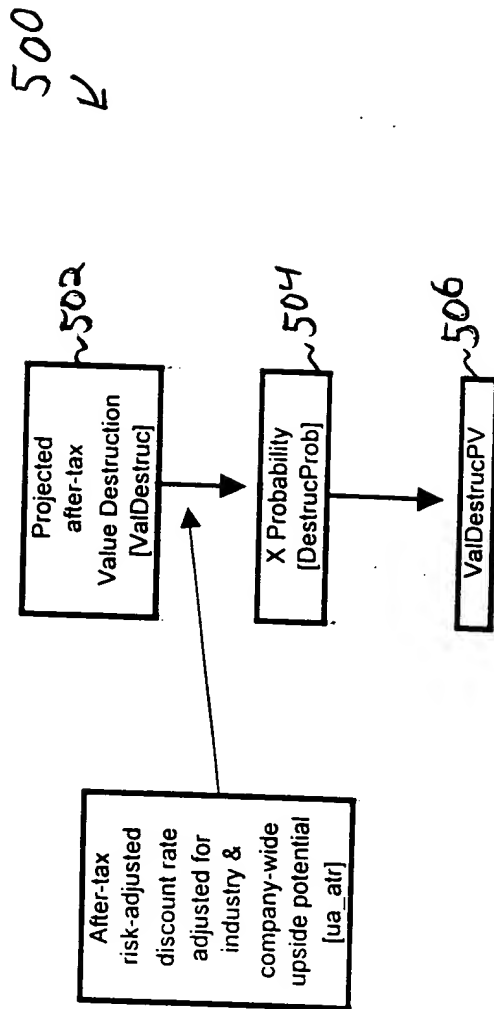 500
Projected
after-tax
Value Destruction
[ValDestruc]
~502
After-tax
risk-adjusted
discount rate
adjusted for
industry &
company-wide
upside potential
[ua_atr]
X Probability
[DestrucProb]
~504
ValDestrucPV
~506